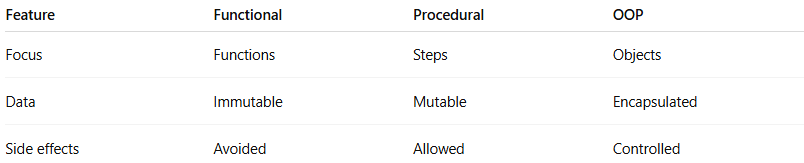 Feature Functional Procedural OOP
Focus Functions Steps Objects
Data Immutable Mutable Encapsulated
Side effects Avoided Allowed Controlled